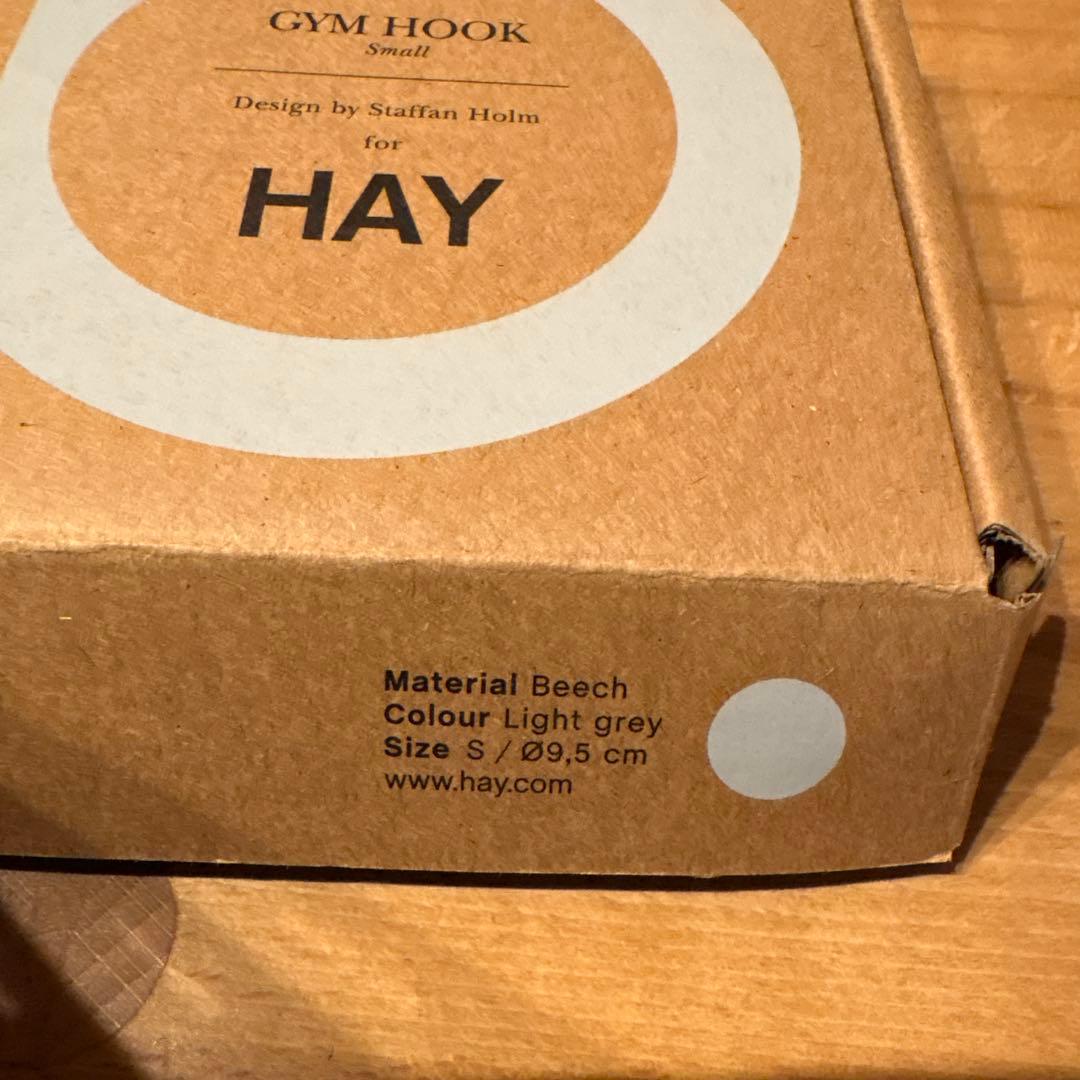 GYM HOOK
Small
Design by Staffan Holm
for
HAY
Material Beech
Colour Light grey
Size S / Ø9,5 cm
www.hay.com